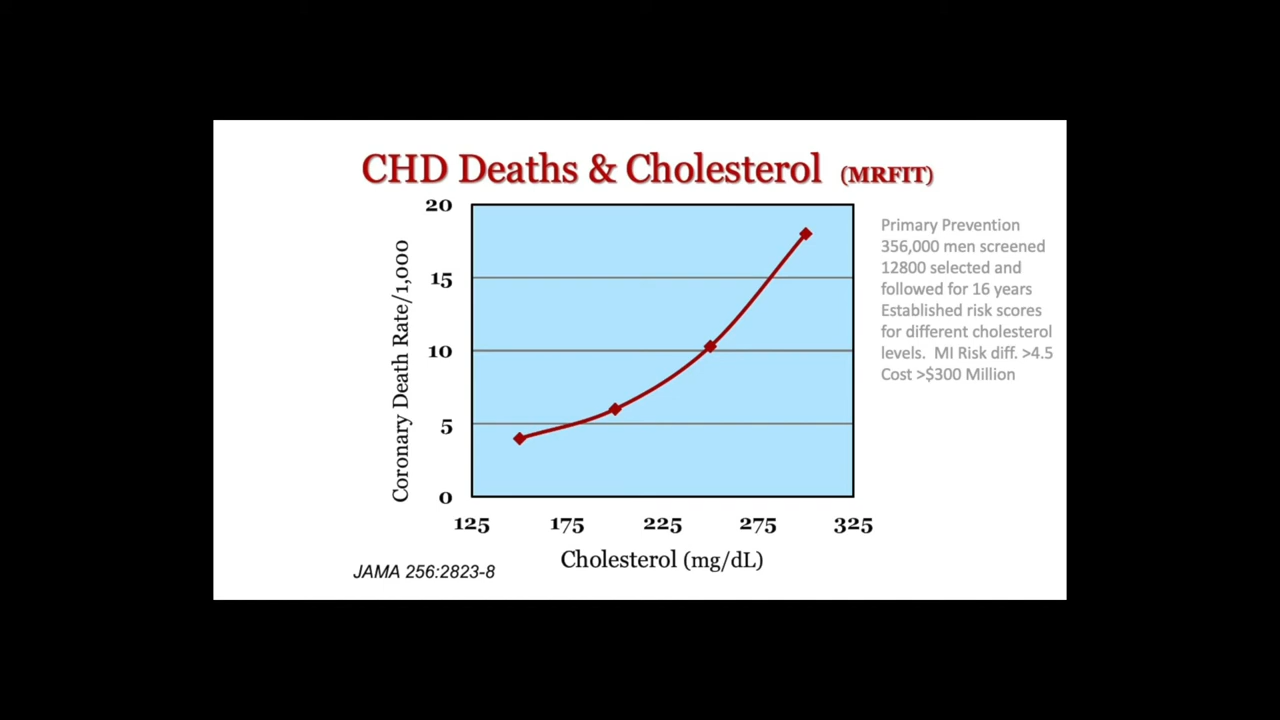 CHD Deaths & Cholesterol (MRFIT)
20
15
10
5
0
Coronary Death Rate/1,000
125 175 225 275 325
Cholesterol (mg/dL)
JAMA 256:2823-8
Primary Prevention
356,000 men screened
12800 selected and
followed for 16 years
Established risk scores
for different cholesterol
levels. MI Risk diff. >4.5
Cost >$300 Million